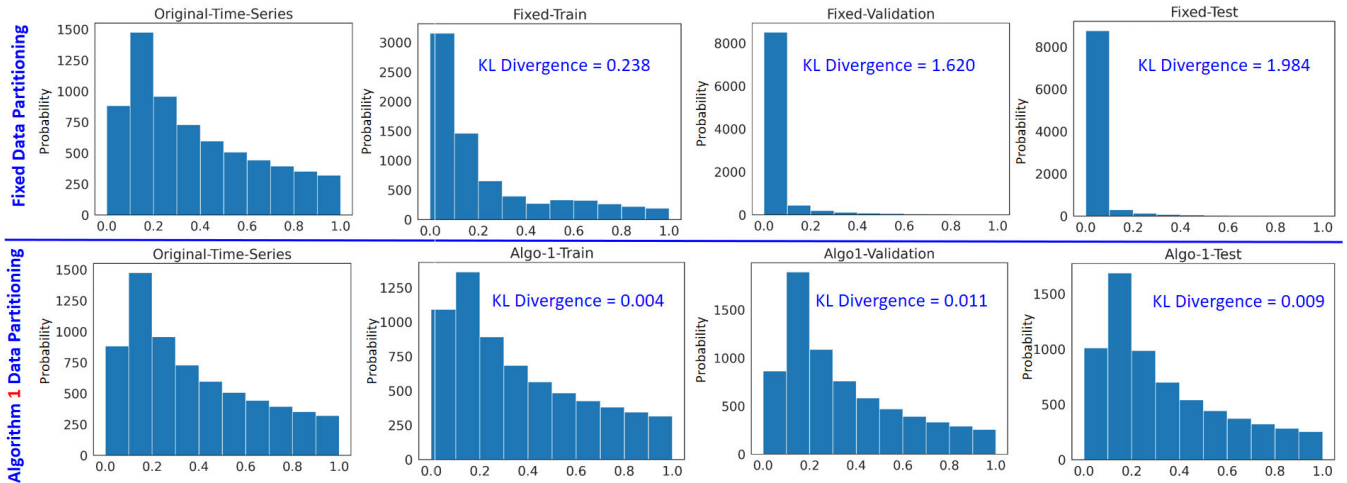 Fixed Data Partitioning
Original-Time-Series
Probability
1500
1250
1000
750
500
250
0
0.0 0.2 0.4 0.6 0.8 1.0
Fixed-Train
KL Divergence = 0.238
Probability
3000
2500
2000
1500
1000
500
0
0.0 0.2 0.4 0.6 0.8 1.0
Fixed-Validation
KL Divergence = 1.620
Probability
8000
6000
4000
2000
0
0.0 0.2 0.4 0.6 0.8 1.0
Fixed-Test
KL Divergence = 1.984
Probability
8000
6000
4000
2000
0
0.0 0.2 0.4 0.6 0.8 1.0
Algorithm 1 Data Partitioning
Original-Time-Series
Probability
1500
1250
1000
750
500
250
0
0.0 0.2 0.4 0.6 0.8 1.0
Algo-1-Train
KL Divergence = 0.004
Probability
1250
1000
750
500
250
0
0.0 0.2 0.4 0.6 0.8 1.0
Algo1-Validation
KL Divergence = 0.011
Probability
1500
1000
500
0
0.0 0.2 0.4 0.6 0.8 1.0
Algo-1-Test
KL Divergence = 0.009
Probability
1500
1000
500
0
0.0 0.2 0.4 0.6 0.8 1.0